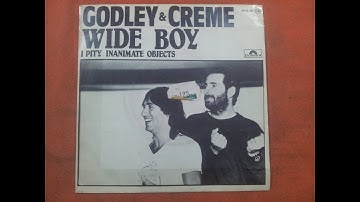 GODLEY & CREME
WIDE BOY
I PITY INANIMATE OBJECTS